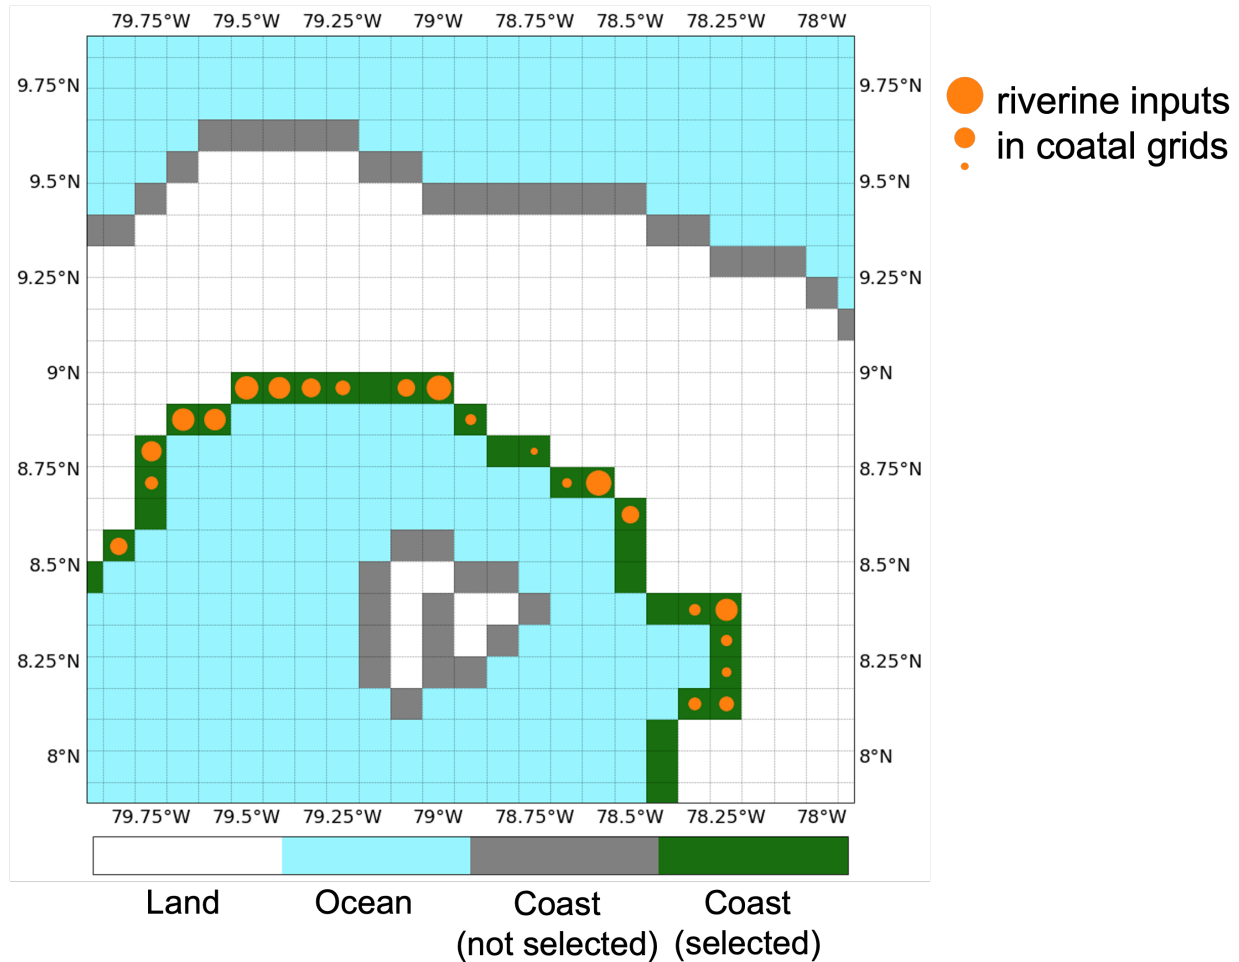 79.75°W 79.5°W 79.25°W 79°W 78.75°W 78.5°W 78.25°W 78°W
9.75°N 9.75°N
riverine inputs
in coatal grids
9.5°N 9.5°N
9.25°N 9.25°N
9°N 9°N
8.75°N 8.75°N
8.5°N 8.5°N
8.25°N 8.25°N
8°N 8°N
79.75°W 79.5°W 79.25°W 79°W 78.75°W 78.5°W 78.25°W 78°W
Land Ocean Coast Coast
(not selected) (selected)